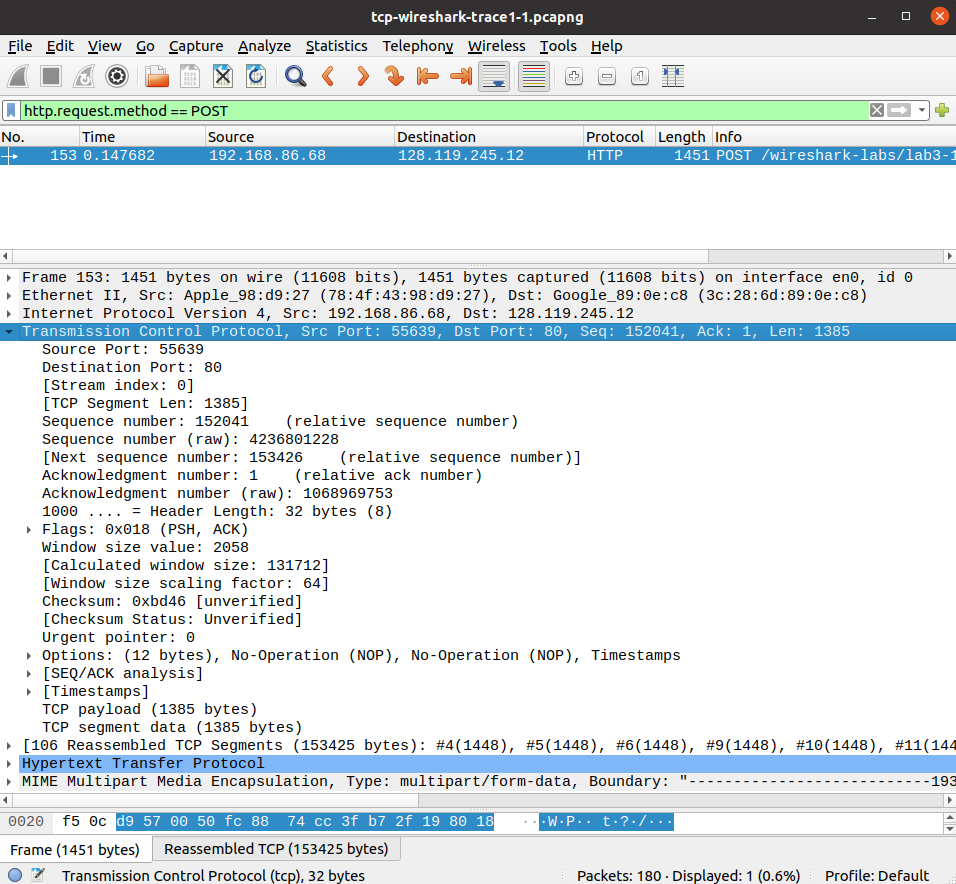 tcp-wireshark-trace1-1.pcapng
File Edit View Go Capture Analyze Statistics Telephony Wireless Tools Help
http.request.method == POST
No. Time Source Destination Protocol Length Info
153 0.147682 192.168.86.68 128.119.245.12 HTTP 1451 POST /wireshark-labs/lab3-1
Frame 153: 1451 bytes on wire (11608 bits), 1451 bytes captured (11608 bits) on interface en0, id 0
Ethernet II, Src: Apple_98:d9:27 (78:4f:43:98:d9:27), Dst: Google_89:0e:c8 (3c:28:6d:89:0e:c8)
Internet Protocol Version 4, Src: 192.168.86.68, Dst: 128.119.245.12
Transmission Control Protocol, Src Port: 55639, Dst Port: 80, Seq: 152041, Ack: 1, Len: 1385
Source Port: 55639
Destination Port: 80
[Stream index: 0]
[TCP Segment Len: 1385]
Sequence number: 152041    (relative sequence number)
Sequence number (raw): 4236801228
[Next sequence number: 153426    (relative sequence number)]
Acknowledgment number: 1    (relative ack number)
Acknowledgment number (raw): 1068969753
1000 .... = Header Length: 32 bytes (8)
Flags: 0x018 (PSH, ACK)
Window size value: 2058
[Calculated window size: 131712]
[Window size scaling factor: 64]
Checksum: 0xbd46 [unverified]
[Checksum Status: Unverified]
Urgent pointer: 0
Options: (12 bytes), No-Operation (NOP), No-Operation (NOP), Timestamps
[SEQ/ACK analysis]
[Timestamps]
TCP payload (1385 bytes)
TCP segment data (1385 bytes)
[106 Reassembled TCP Segments (153425 bytes): #4(1448), #5(1448), #6(1448), #9(1448), #10(1448), #11(144
Hypertext Transfer Protocol
MIME Multipart Media Encapsulation, Type: multipart/form-data, Boundary: "---------------------------193
0020 f5 0c d9 57 00 50 fc 88 74 cc 3f b7 2f 19 80 18 ···W·P·· t·?·/···
Frame (1451 bytes) Reassembled TCP (153425 bytes)
Transmission Control Protocol (tcp), 32 bytes Packets: 180 · Displayed: 1 (0.6%) Profile: Default